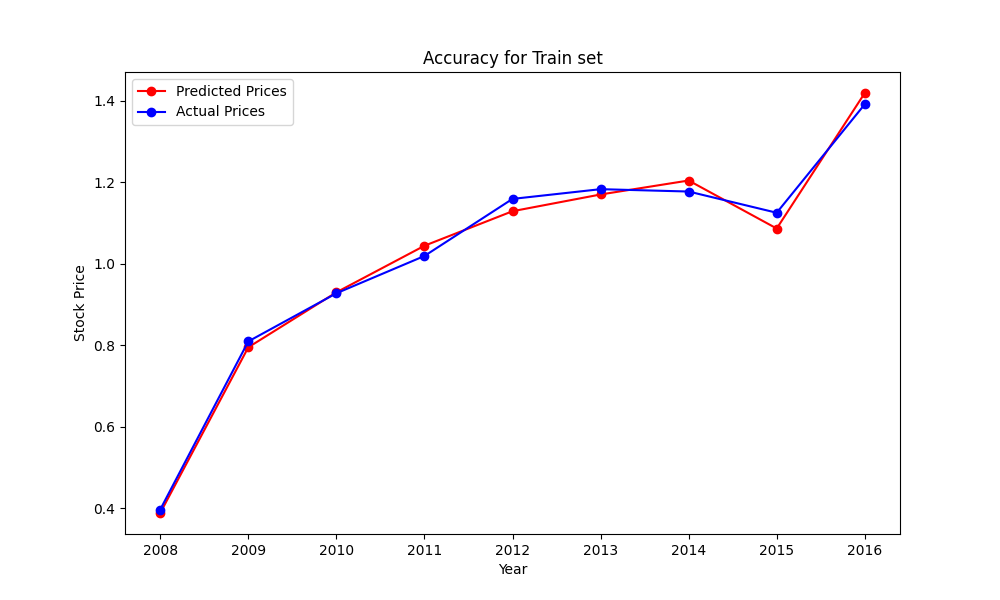 Accuracy for Train set
Predicted Prices
Actual Prices
Stock Price
1.4
1.2
1.0
0.8
0.6
0.4
2008 2009 2010 2011 2012 2013 2014 2015 2016
Year